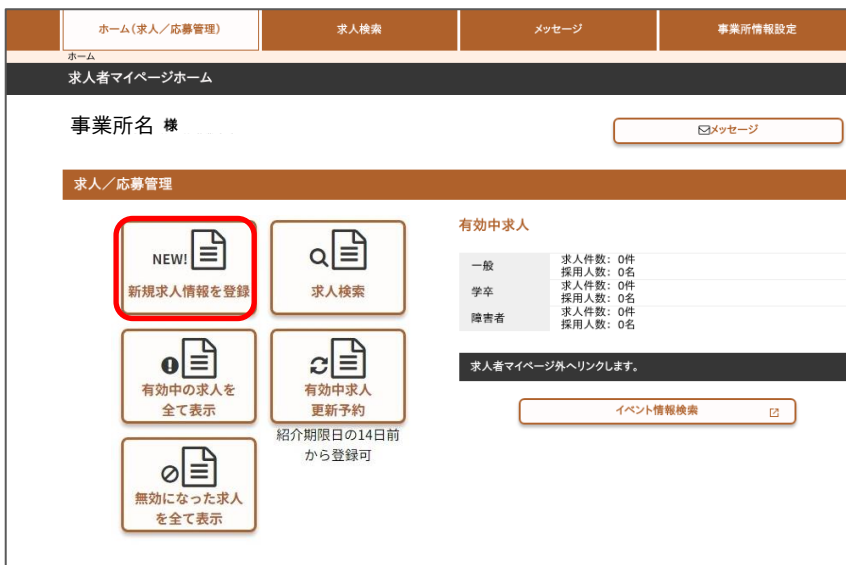 ホーム(求人／応募管理)
求人検索
メッセージ
事業所情報設定
ホーム
求人者マイページホーム
事業所名 様
メッセージ
求人／応募管理
NEW!
新規求人情報を登録
求人検索
有効中の求人を
全て表示
有効中求人
更新予約
紹介期限日の14日前
から登録可
無効になった求人
を全て表示
有効中求人
一般
求人件数: 0件
採用人数: 0名
学卒
求人件数: 0件
採用人数: 0名
障害者
求人件数: 0件
採用人数: 0名
求人者マイページ外へリンクします。
イベント情報検索